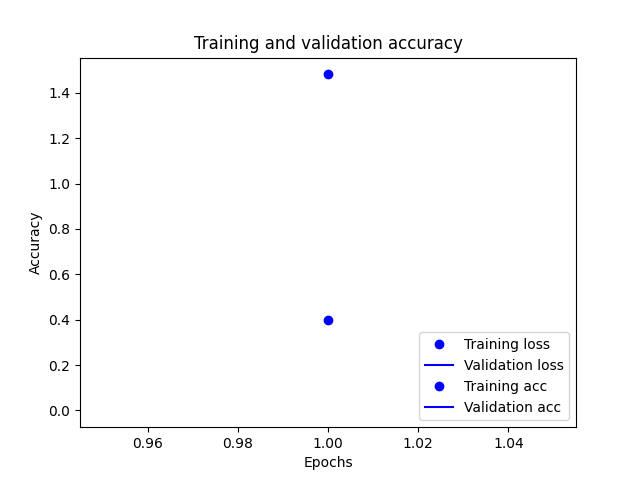 Training and validation accuracy
Accuracy
1.4
1.2
1.0
0.8
0.6
0.4
0.2
0.0
Training loss
Validation loss
Training acc
Validation acc
0.96 0.98 1.00 1.02 1.04
Epochs